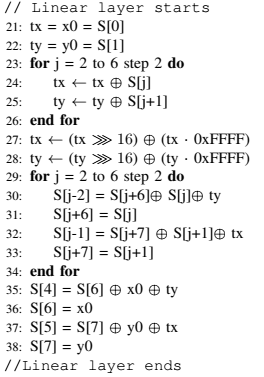 // Linear layer starts
21: tx = x0 = S[0]
22: ty = y0 = S[1]
23: for j = 2 to 6 step 2 do
24: tx ← tx ⊕ S[j]
25: ty ← ty ⊕ S[j+1]
26: end for
27: tx ← (tx ⋙ 16) ⊕ (tx · 0xFFFF)
28: ty ← (ty ⋙ 16) ⊕ (ty · 0xFFFF)
29: for j = 2 to 6 step 2 do
30: S[j-2] = S[j+6]⊕ S[j]⊕ ty
31: S[j+6] = S[j]
32: S[j-1] = S[j+7] ⊕ S[j+1]⊕ tx
33: S[j+7] = S[j+1]
34: end for
35: S[4] = S[6] ⊕ x0 ⊕ ty
36: S[6] = x0
37: S[5] = S[7] ⊕ y0 ⊕ tx
38: S[7] = y0
//Linear layer ends